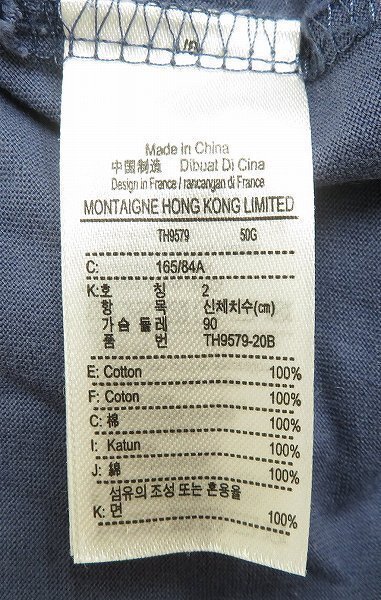 Made in China
中国制造 Dibuat Di Cina
Design in France / rancangan di France
MONTAIGNE HONG KONG LIMITED
TH9579 50G
C: 165/84A
K: 호 칭 2
항 목 신체치수(㎝)
가슴 둘레 90
품 번 TH9579-20B
E: Cotton 100%
F: Coton 100%
C: 棉 100%
I: Katun 100%
J: 綿 100%
섬유의 조성 또는 혼용율
K: 면 100%